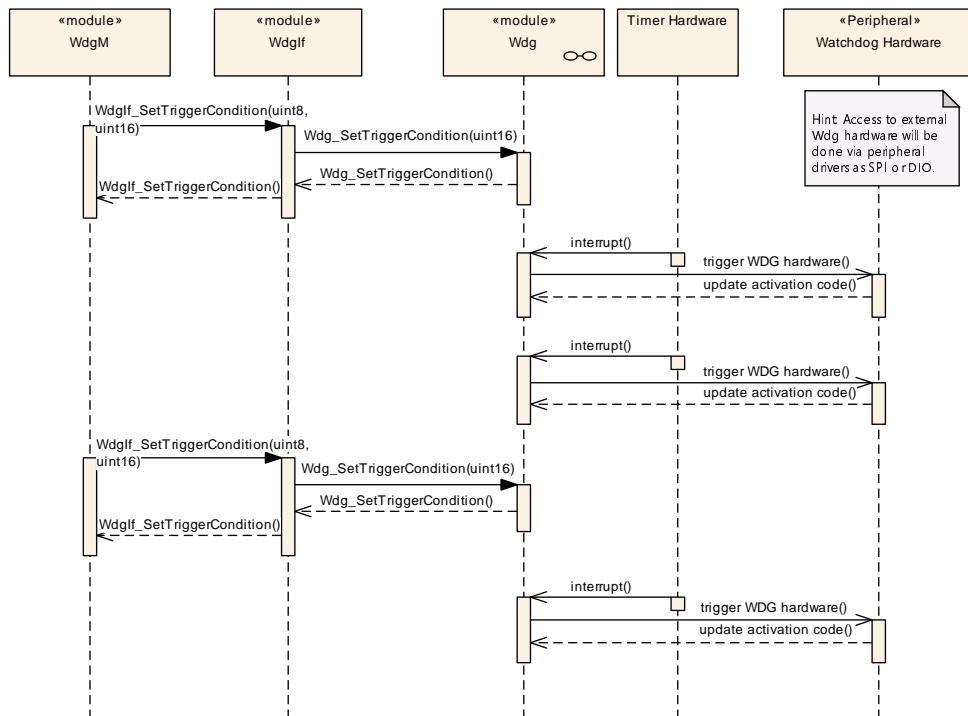 «module»
WdgM
«module»
WdgIf
«module»
Wdg
Timer Hardware
«Peripheral»
Watchdog Hardware
Hint: Access to external
Wdg hardware will be
done via peripheral
drivers as SPI or DIO.
WdgIf_SetTriggerCondition(uint8,
uint16)
Wdg_SetTriggerCondition(uint16)
Wdg_SetTriggerCondition()
WdgIf_SetTriggerCondition()
interrupt()
trigger WDG hardware()
update activation code()
interrupt()
trigger WDG hardware()
update activation code()
WdgIf_SetTriggerCondition(uint8,
uint16)
Wdg_SetTriggerCondition(uint16)
Wdg_SetTriggerCondition()
WdgIf_SetTriggerCondition()
interrupt()
trigger WDG hardware()
update activation code()